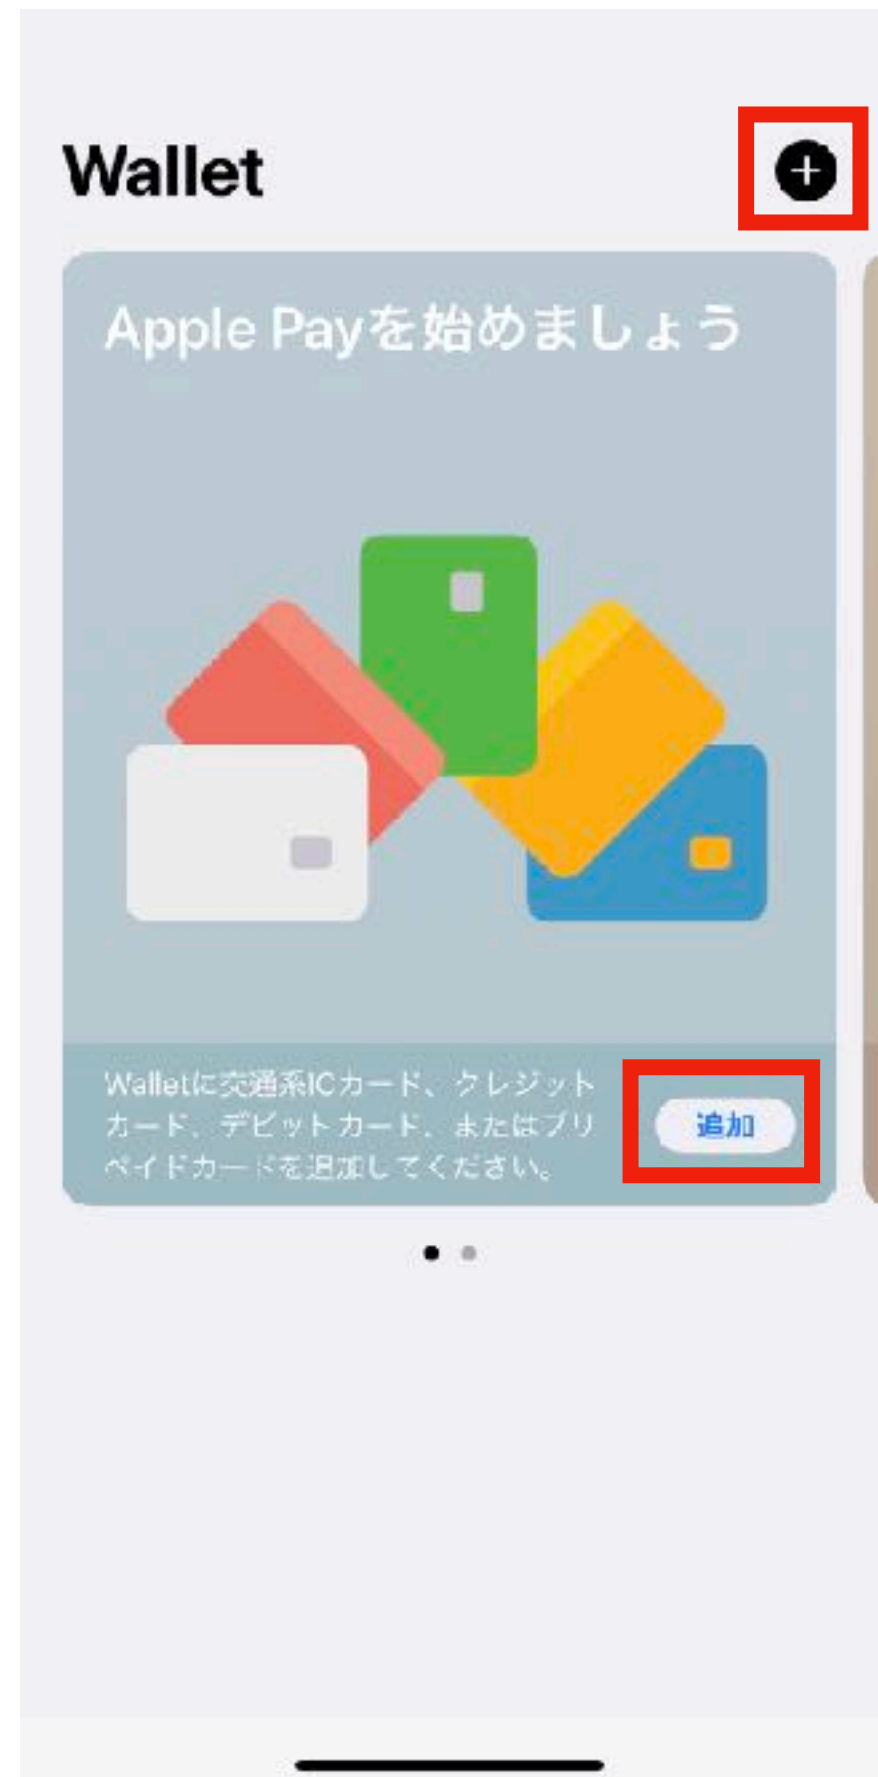 Wallet
Apple Payを始めましょう
Walletに交通系ICカード、クレジット
カード、デビットカード、またはプリ
ペイドカードを追加してください。
追加